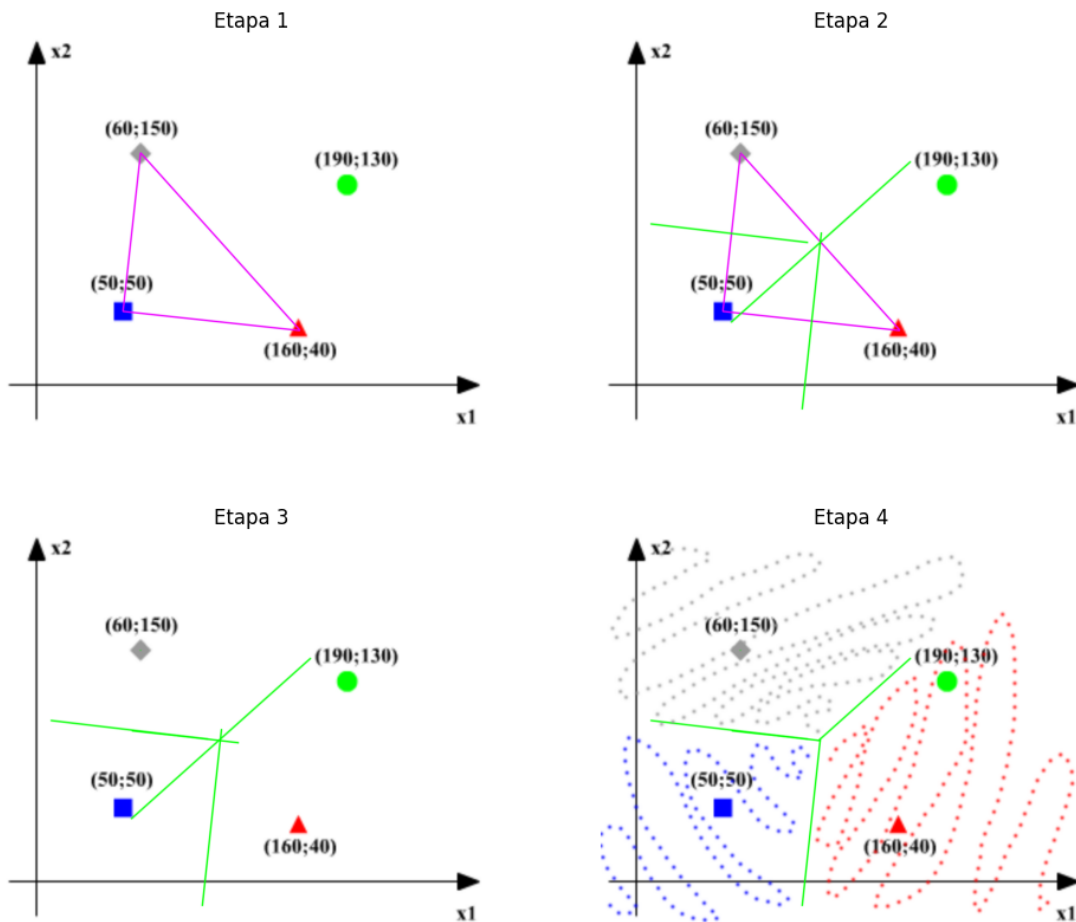 Etapa 1
x2
(60;150)
(190;130)
(50;50)
(160;40)
x1
Etapa 2
x2
(60;150)
(190;130)
(50;50)
(160;40)
x1
Etapa 3
x2
(60;150)
(190;130)
(50;50)
(160;40)
x1
Etapa 4
x2
(60;150)
(190;130)
(50;50)
(160;40)
x1